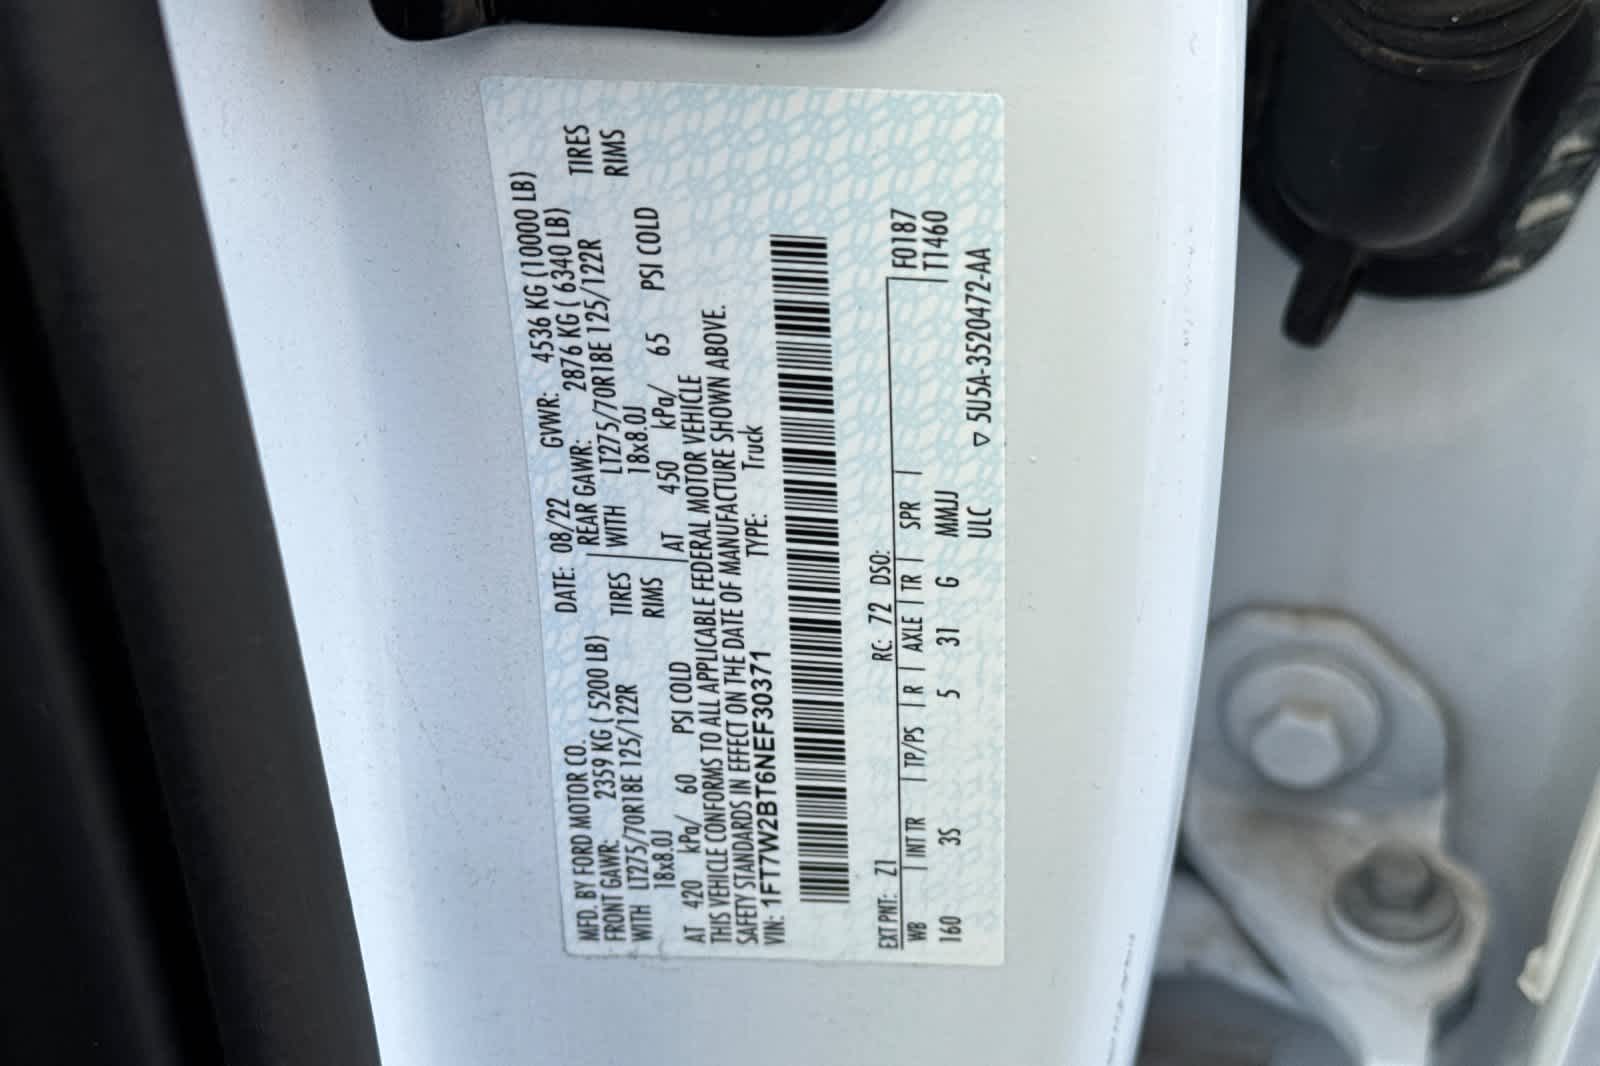 MFD. BY FORD MOTOR CO.
DATE: 08/22 GVWR: 4536 KG (10000 LB)
FRONT GAWR: 2359 KG ( 5200 LB) REAR GAWR: 2876 KG ( 6340 LB)
WITH LT275/70R18E 125/122R TIRES WITH LT275/70R18E 125/122R TIRES
18x8.0J RIMS 18x8.0J RIMS
AT 420 kPa/ 60 PSI COLD AT 450 kPa/ 65 PSI COLD
THIS VEHICLE CONFORMS TO ALL APPLICABLE FEDERAL MOTOR VEHICLE
SAFETY STANDARDS IN EFFECT ON THE DATE OF MANUFACTURE SHOWN ABOVE.
VIN: 1FT7W2BT6NEF30371 TYPE: Truck
EXT PNT: Z1 RC: 72 DSO: F0187
WB | INT TR | TP/PS | R | AXLE | TR | SPR | T1460
160 3S 5 31 G MMJJ
ULC ▽ 5U5A-3520472-AA